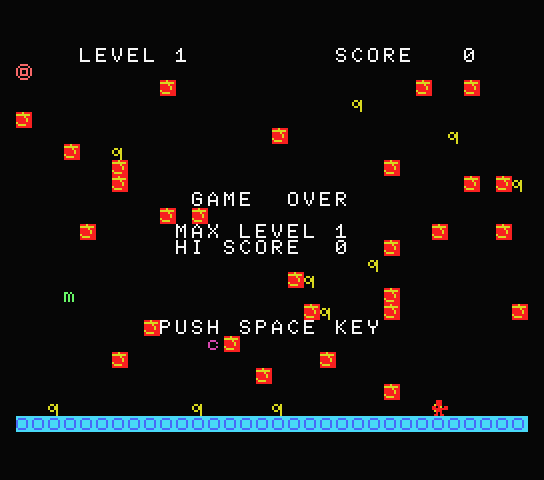 LEVEL 1 SCORE 0
GAME OVER
MAX LEVEL 1
HI SCORE 0
PUSH SPACE KEY